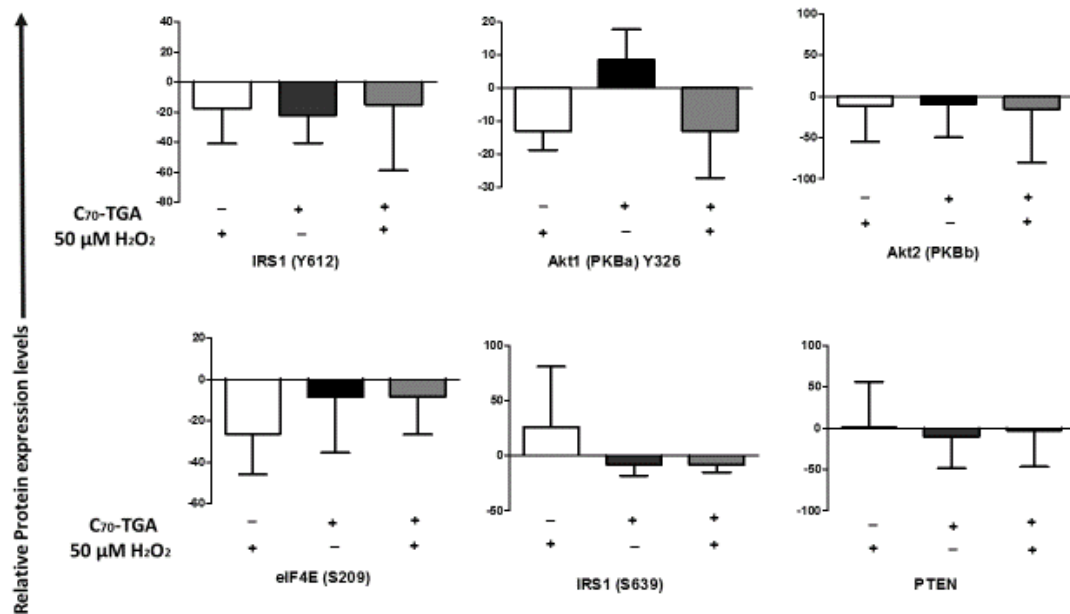 Relative Protein expression levels
40
20
0
-20
-40
-60
-80
C70-TGA – + +
50 µM H2O2 + – +
IRS1 (Y612)
20
10
0
-10
-20
-30
– + +
+ – +
Akt1 (PKBa) Y326
100
50
0
-50
-100
– + +
+ – +
Akt2 (PKBb)
20
0
-20
-40
-60
C70-TGA – + +
50 µM H2O2 + – +
eIF4E (S209)
100
50
0
-50
– + +
+ – +
IRS1 (S639)
100
50
0
-50
-100
– + +
+ – +
PTEN